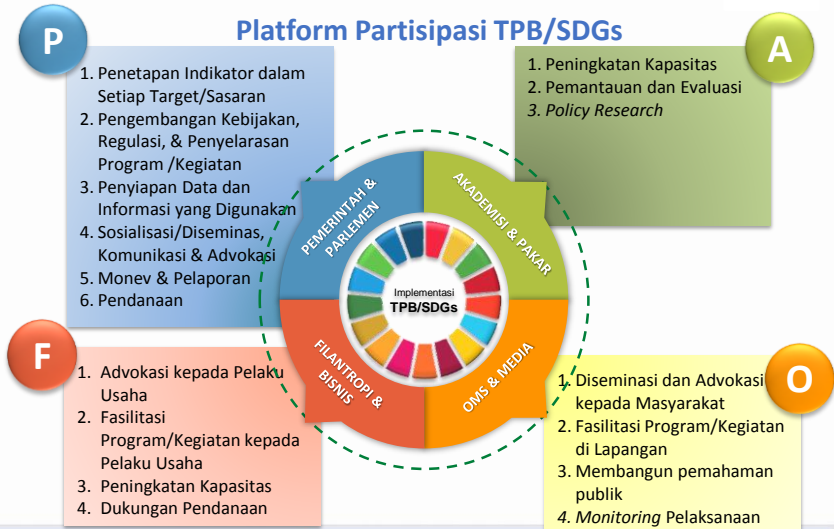 Platform Partisipasi TPB/SDGs
P
1. Penetapan Indikator dalam
Setiap Target/Sasaran
2. Pengembangan Kebijakan,
Regulasi, & Penyelarasan
Program /Kegiatan
3. Penyiapan Data dan
Informasi yang Digunakan
4. Sosialisasi/Diseminas,
Komunikasi & Advokasi
5. Monev & Pelaporan
6. Pendanaan
A
1. Peningkatan Kapasitas
2. Pemantauan dan Evaluasi
3. Policy Research
PEMERINTAH &
PARLEMEN
AKADEMISI & PAKAR
Implementasi
TPB/SDGs
FILANTROPI &
BISNIS
OMS & MEDIA
F
1. Advokasi kepada Pelaku
Usaha
2. Fasilitasi
Program/Kegiatan kepada
Pelaku Usaha
3. Peningkatan Kapasitas
4. Dukungan Pendanaan
O
1. Diseminasi dan Advokasi
kepada Masyarakat
2. Fasilitasi Program/Kegiatan
di Lapangan
3. Membangun pemahaman
publik
4. Monitoring Pelaksanaan